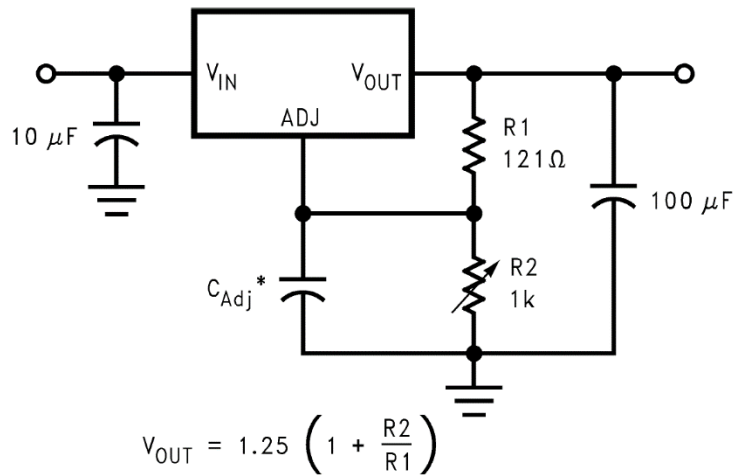 V_IN
V_OUT
ADJ
10 μF
R1
121Ω
100 μF
C_Adj*
R2
1k
V_OUT = 1.25 (1 + R2/R1)